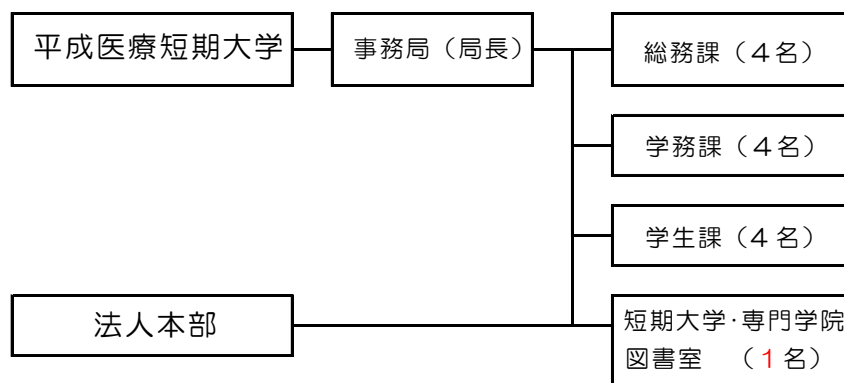 平成医療短期大学
事務局（局長）
総務課（４名）
学務課（４名）
学生課（４名）
法人本部
短期大学・専門学院
図書室　（１名）